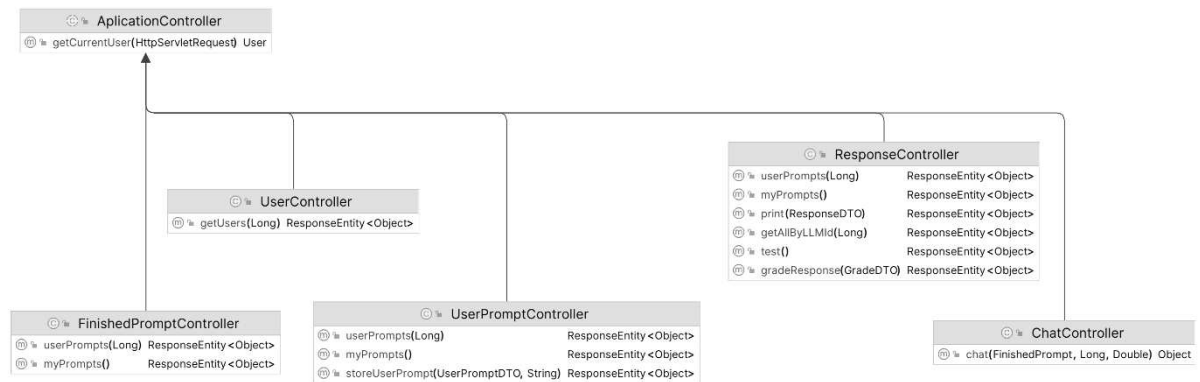 AplicationController
getCurrentUser(HttpServletRequest) User
ResponseController
userPrompts(Long) ResponseEntity<Object>
myPrompts() ResponseEntity<Object>
print(ResponseDTO) ResponseEntity<Object>
getAllByLLMId(Long) ResponseEntity<Object>
test() ResponseEntity<Object>
gradeResponse(GradeDTO) ResponseEntity<Object>
UserController
getUsers(Long) ResponseEntity<Object>
FinishedPromptController
userPrompts(Long) ResponseEntity<Object>
myPrompts() ResponseEntity<Object>
UserPromptController
userPrompts(Long) ResponseEntity<Object>
myPrompts() ResponseEntity<Object>
storeUserPrompt(UserPromptDTO, String) ResponseEntity<Object>
ChatController
chat(FinishedPrompt, Long, Double) Object